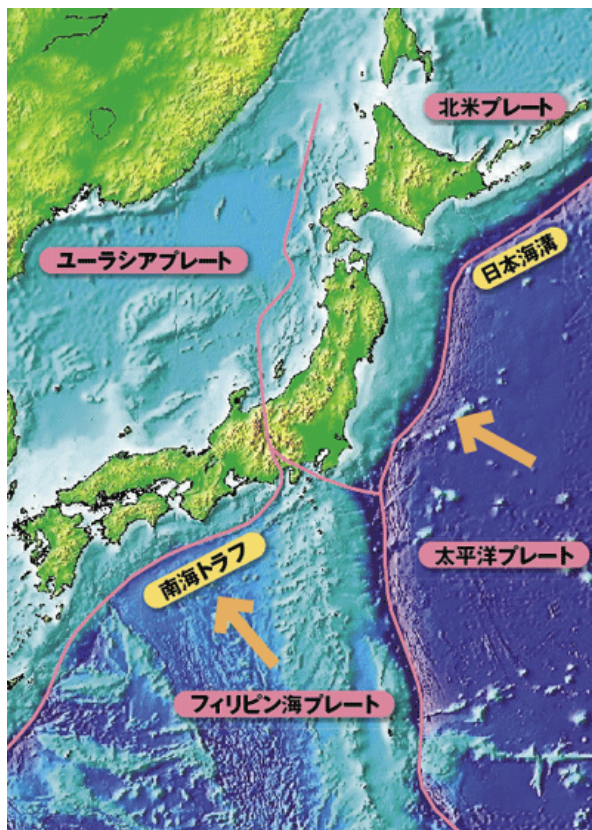 北米プレート
ユーラシアプレート
日本海溝
太平洋プレート
南海トラフ
フィリピン海プレート